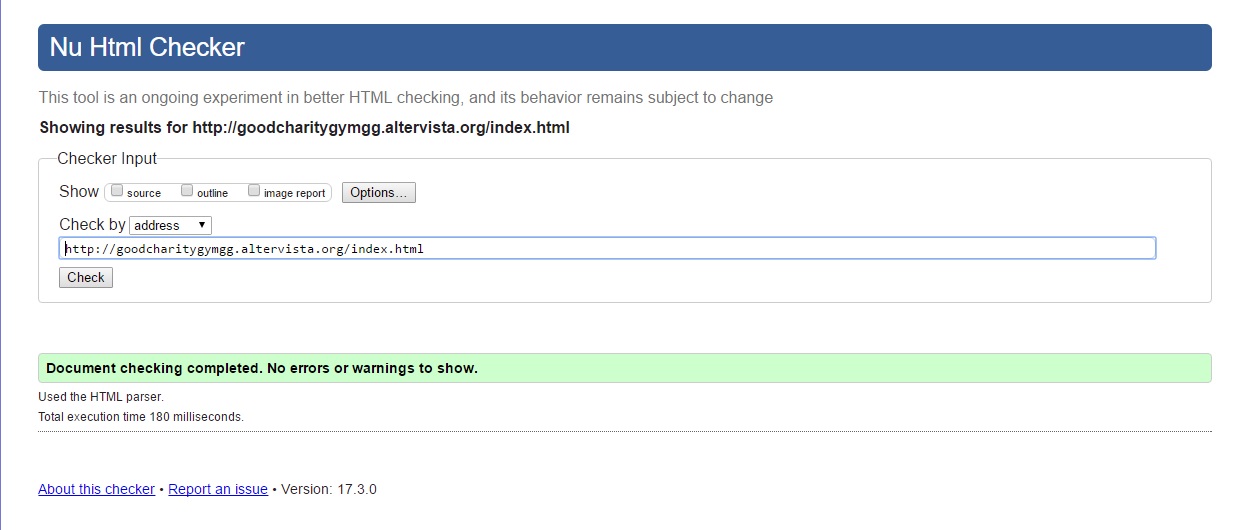 Nu Html Checker
This tool is an ongoing experiment in better HTML checking, and its behavior remains subject to change
Showing results for http://goodcharitygymgg.altervista.org/index.html
Checker Input
Show source outline image report Options...
Check by address
http://goodcharitygymgg.altervista.org/index.html
Check
Document checking completed. No errors or warnings to show.
Used the HTML parser.
Total execution time 180 milliseconds.
About this checker • Report an issue • Version: 17.3.0